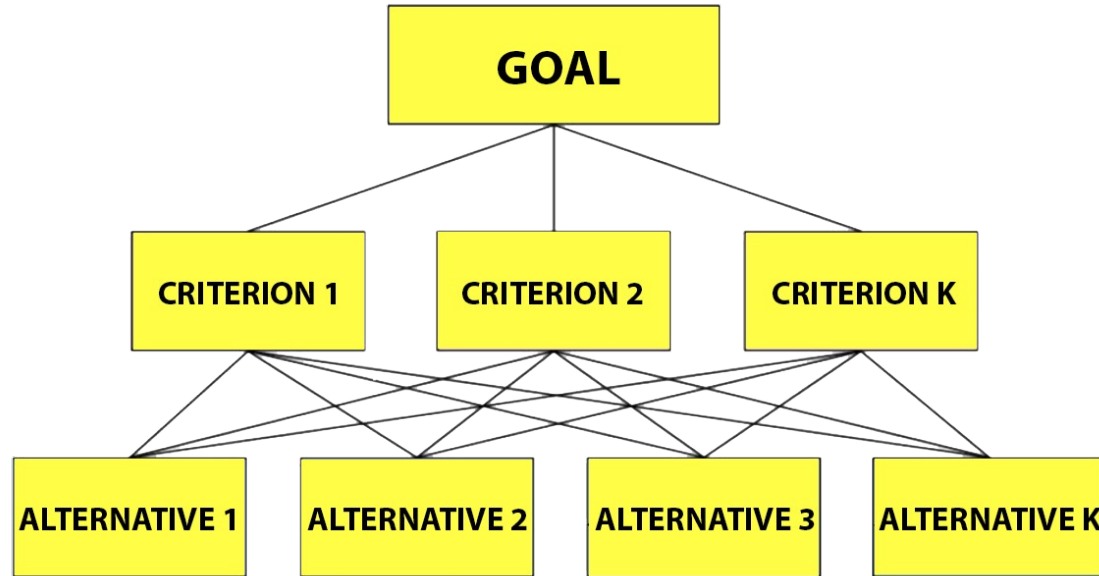 GOAL
CRITERION 1
CRITERION 2
CRITERION K
ALTERNATIVE 1
ALTERNATIVE 2
ALTERNATIVE 3
ALTERNATIVE K